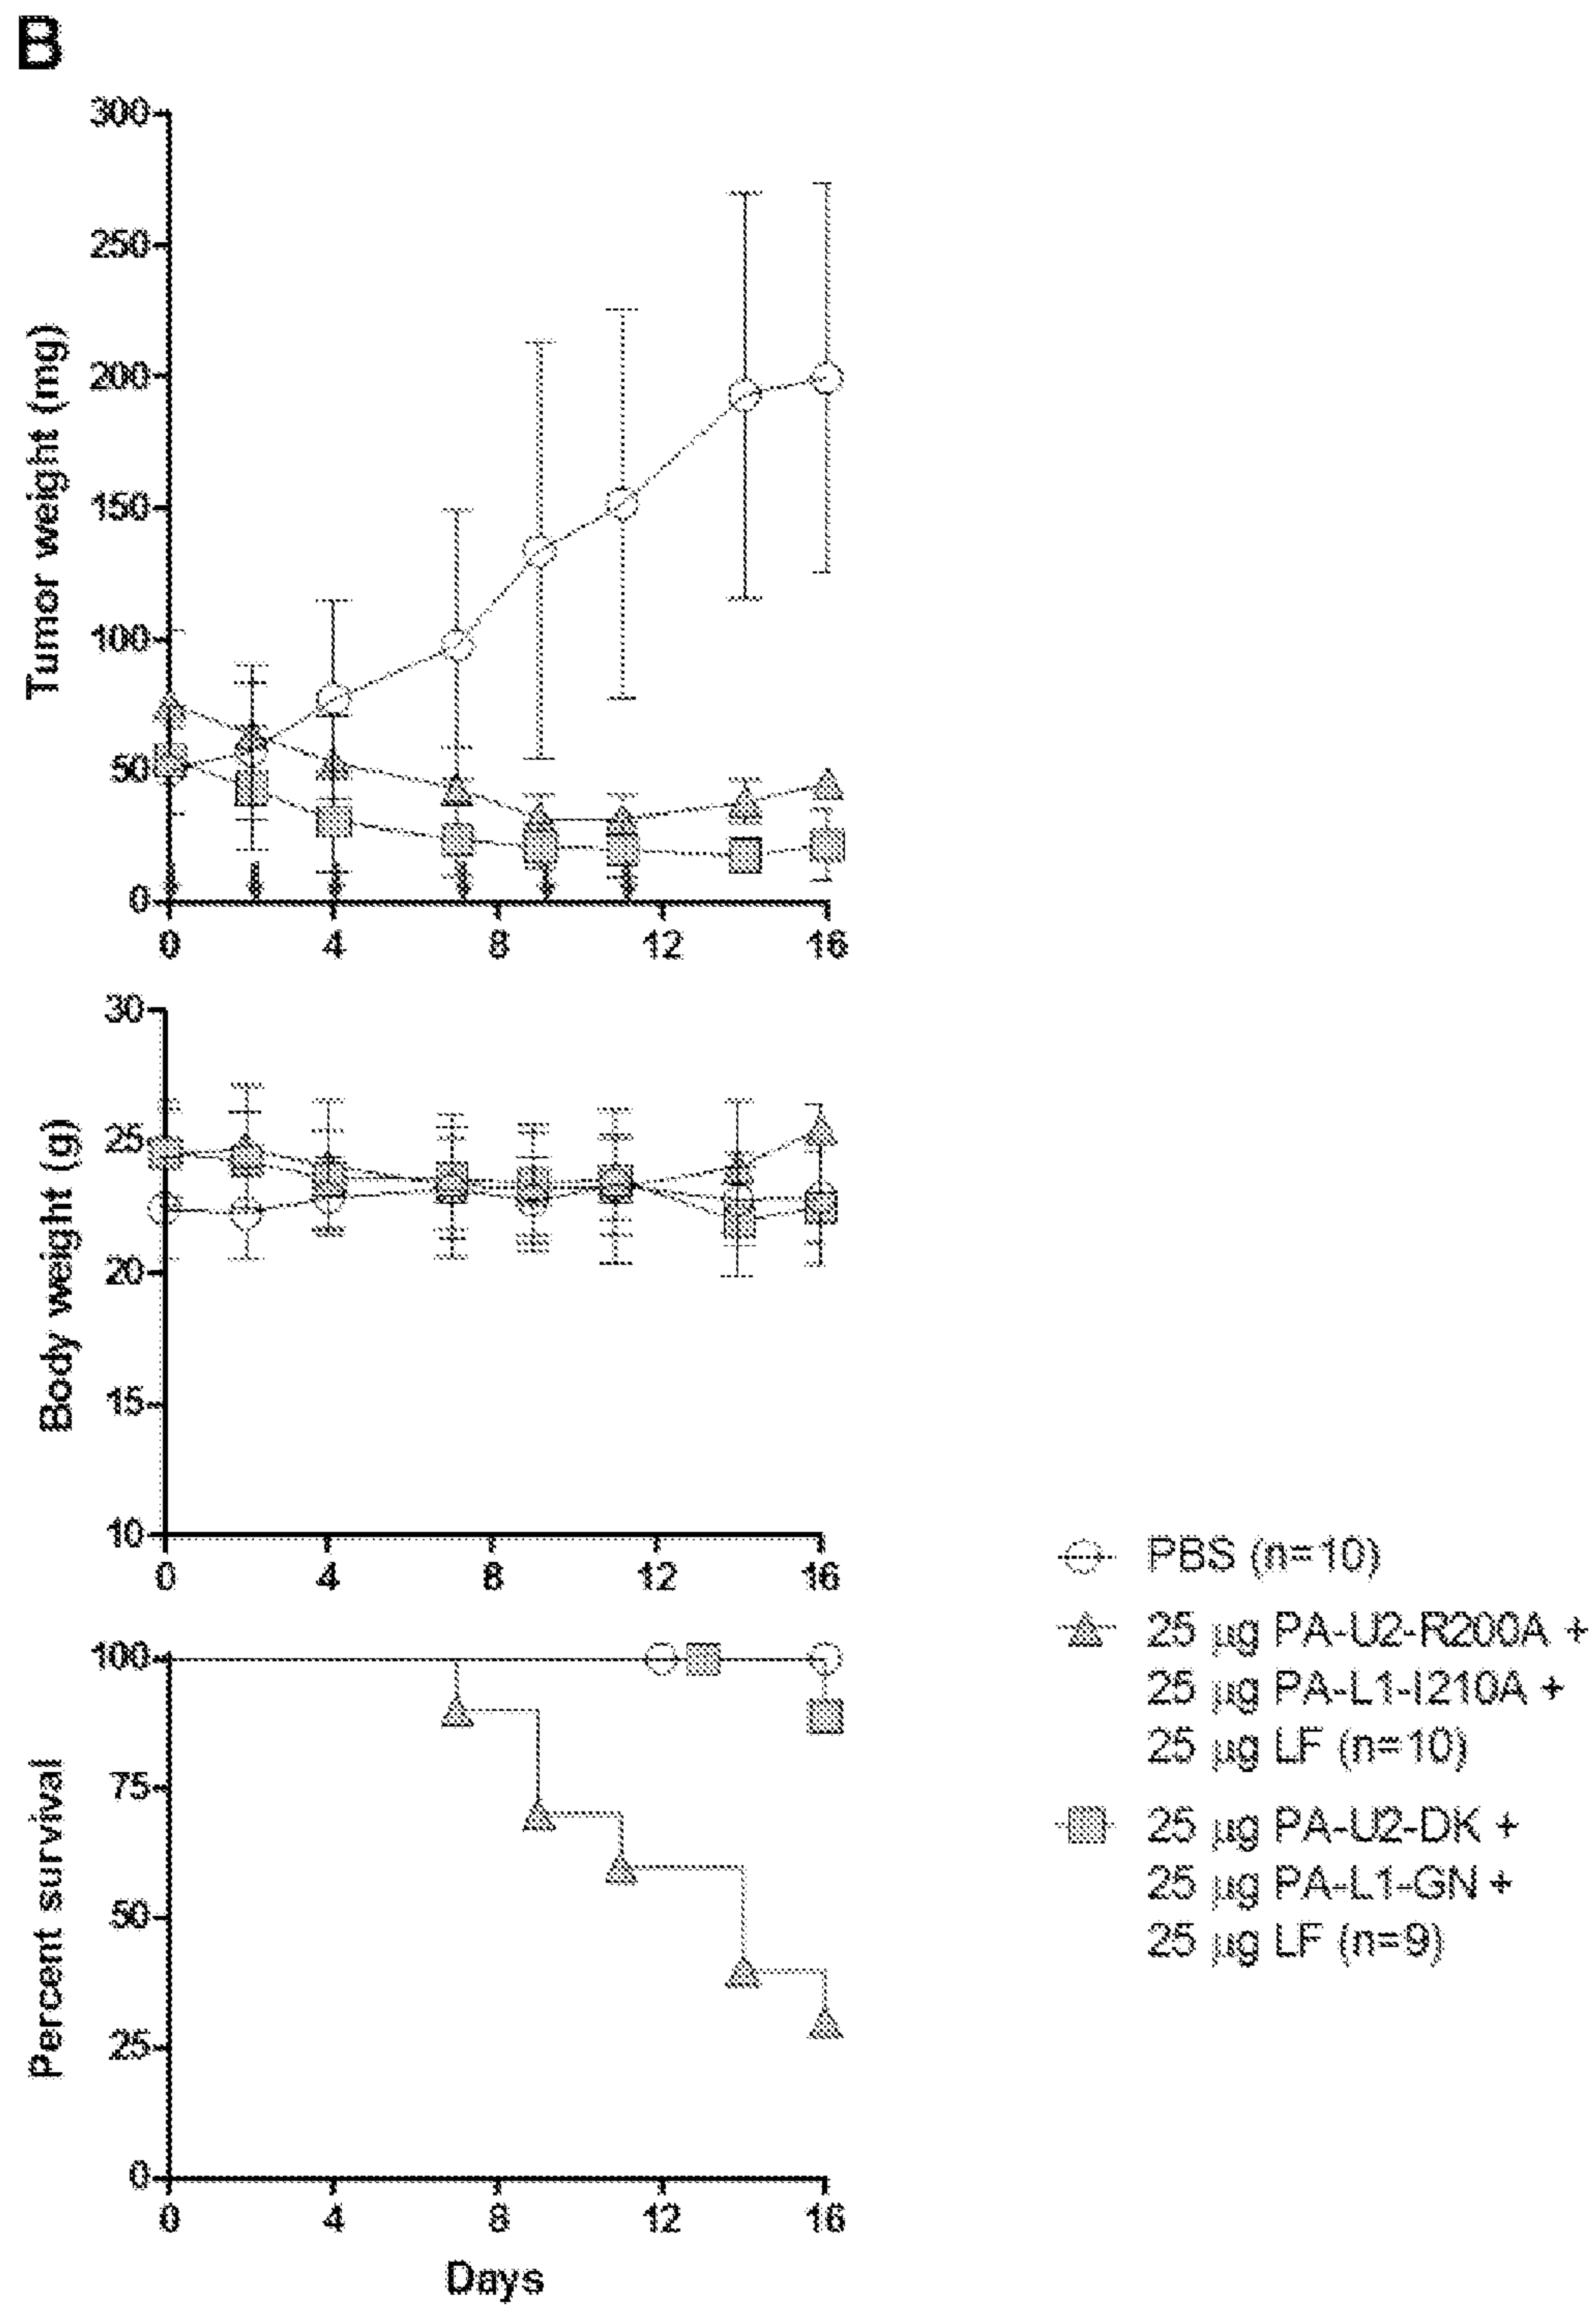 B
300
250
200
150
100
50
0
Tumor weight (mg)
0 4 8 12 16
30
25
20
15
10
Body weight (g)
0 4 8 12 16
100
75
50
25
0
Percent survival
0 4 8 12 16
Days
PBS (n=10)
25 µg PA-U2-R200A +
25 µg PA-L1-I210A +
25 µg LF (n=10)
25 µg PA-U2-DK +
25 µg PA-L1-GN +
25 µg LF (n=9)